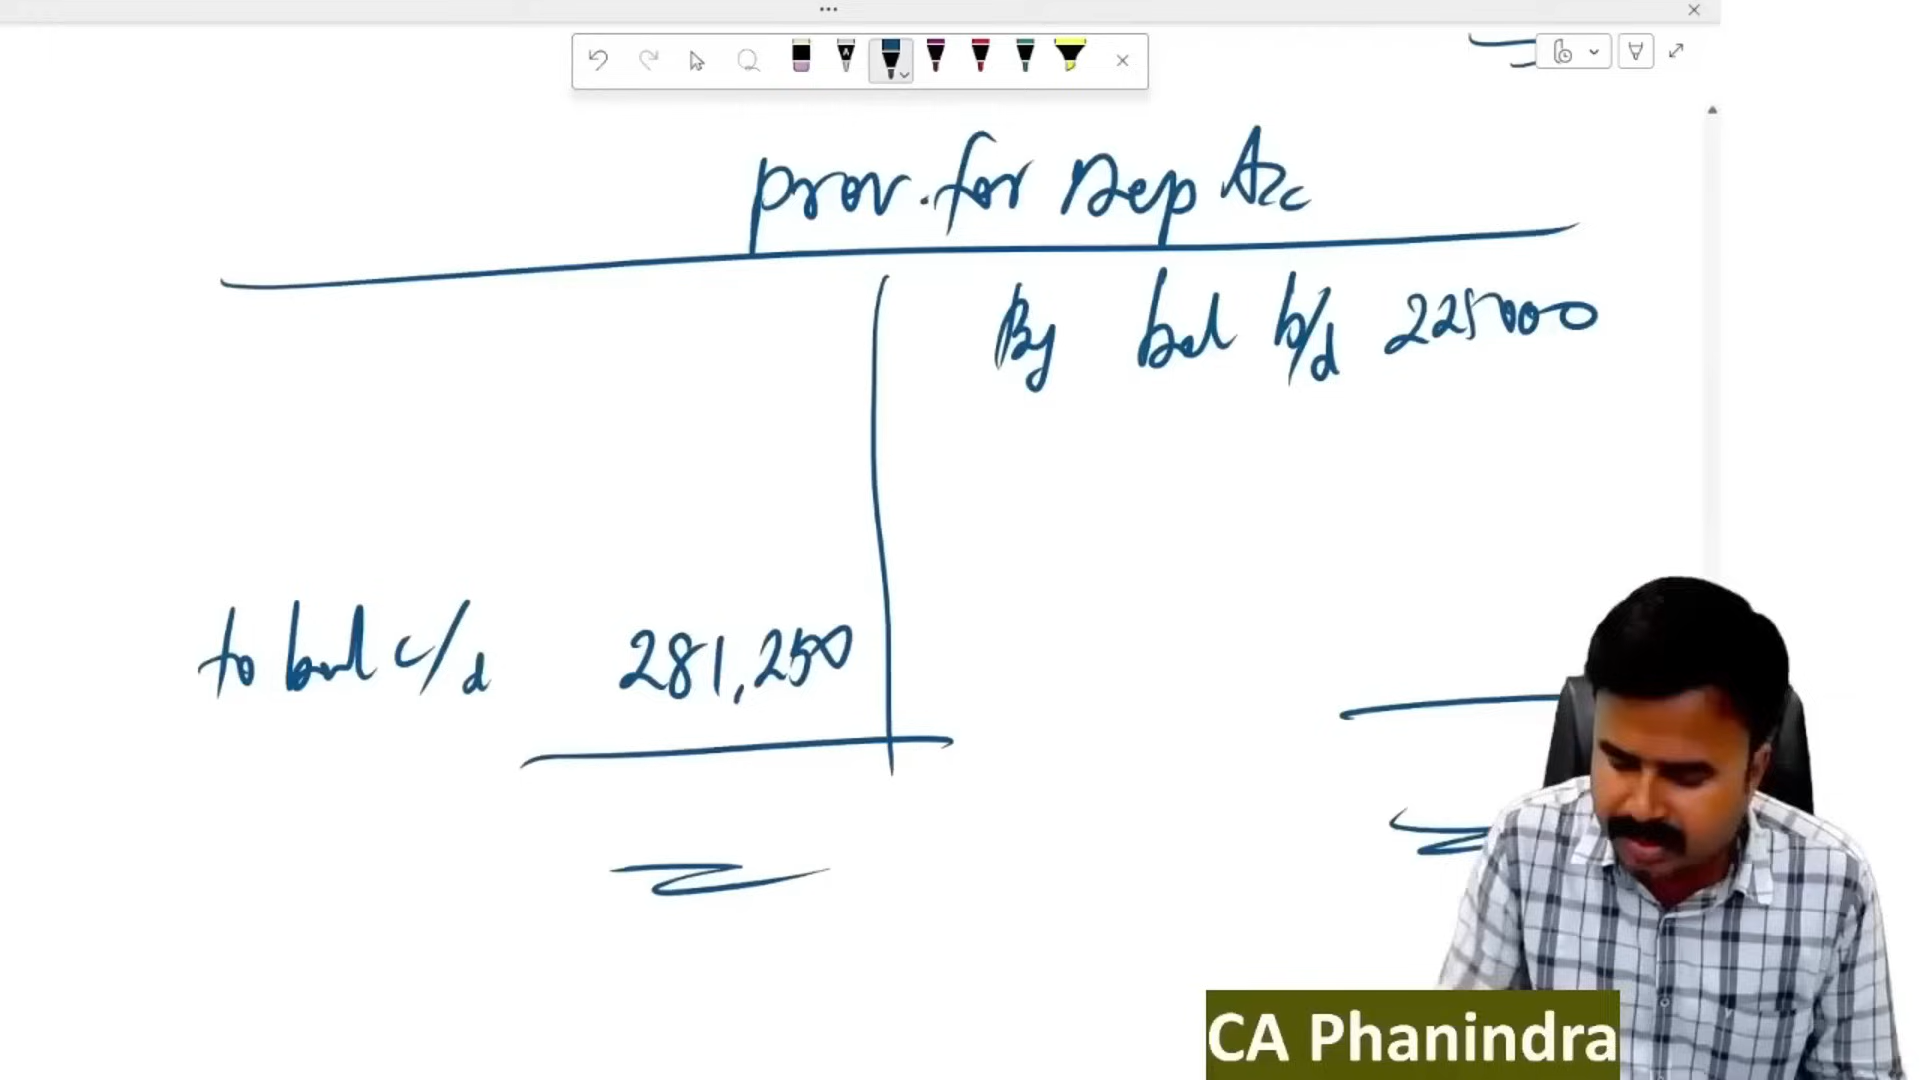 prov. for Dep A/c
By bal b/d 225000
to bal c/d 281,250
CA Phanindra